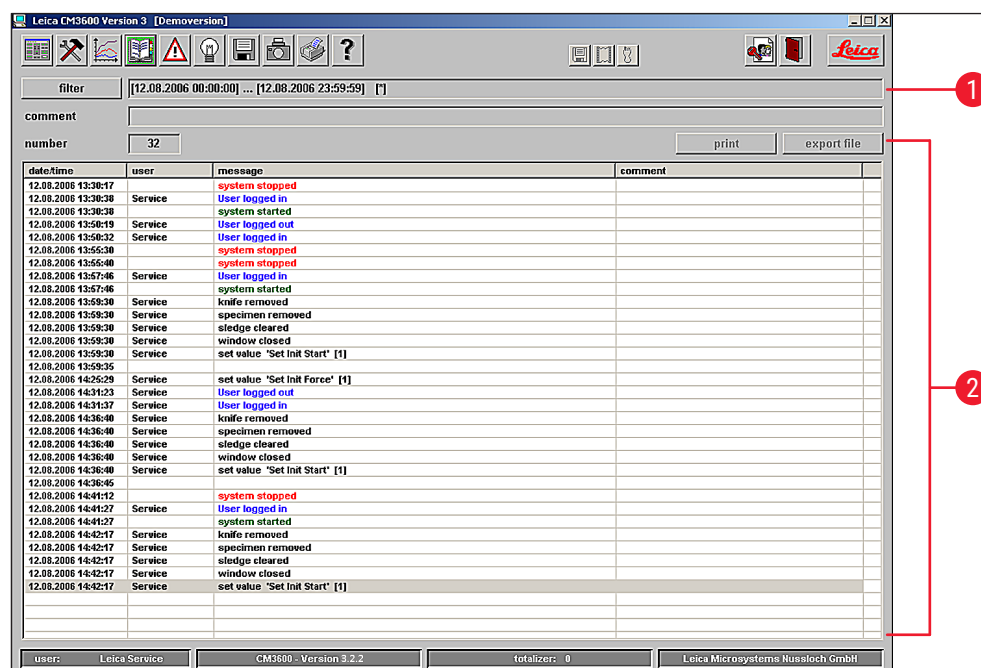 Leica CM3600 Version 3 [Demoversion]
?
Leica
filter [12.08.2006 00:00:00] ... [12.08.2006 23:59:59] [*]
1
comment
number 32 print export file
date/time user message comment
12.08.2006 13:30:17 system stopped
12.08.2006 13:30:38 Service User logged in
12.08.2006 13:30:38 system started
12.08.2006 13:50:19 Service User logged out
12.08.2006 13:50:32 Service User logged in
12.08.2006 13:55:30 system stopped
12.08.2006 13:55:40 system stopped
12.08.2006 13:57:46 Service User logged in
12.08.2006 13:57:46 system started
12.08.2006 13:59:30 Service knife removed
12.08.2006 13:59:30 Service specimen removed
12.08.2006 13:59:30 Service sledge cleared
12.08.2006 13:59:30 Service window closed
12.08.2006 13:59:30 Service set value 'Set Init Start' [1]
12.08.2006 13:59:35
12.08.2006 14:25:29 Service set value 'Set Init Force' [1]
12.08.2006 14:31:23 Service User logged out
12.08.2006 14:31:37 Service User logged in
12.08.2006 14:36:40 Service knife removed
12.08.2006 14:36:40 Service specimen removed
12.08.2006 14:36:40 Service sledge cleared
12.08.2006 14:36:40 Service window closed
12.08.2006 14:36:40 Service set value 'Set Init Start' [1]
12.08.2006 14:36:45
12.08.2006 14:41:12 system stopped
12.08.2006 14:41:27 Service User logged in
12.08.2006 14:41:27 system started
12.08.2006 14:42:17 Service knife removed
12.08.2006 14:42:17 Service specimen removed
12.08.2006 14:42:17 Service sledge cleared
12.08.2006 14:42:17 Service window closed
12.08.2006 14:42:17 Service set value 'Set Init Start' [1]
2
user: Leica Service CM3600 - Version 3.2.2 totalizer: 0 Leica Microsystems Nussloch GmbH